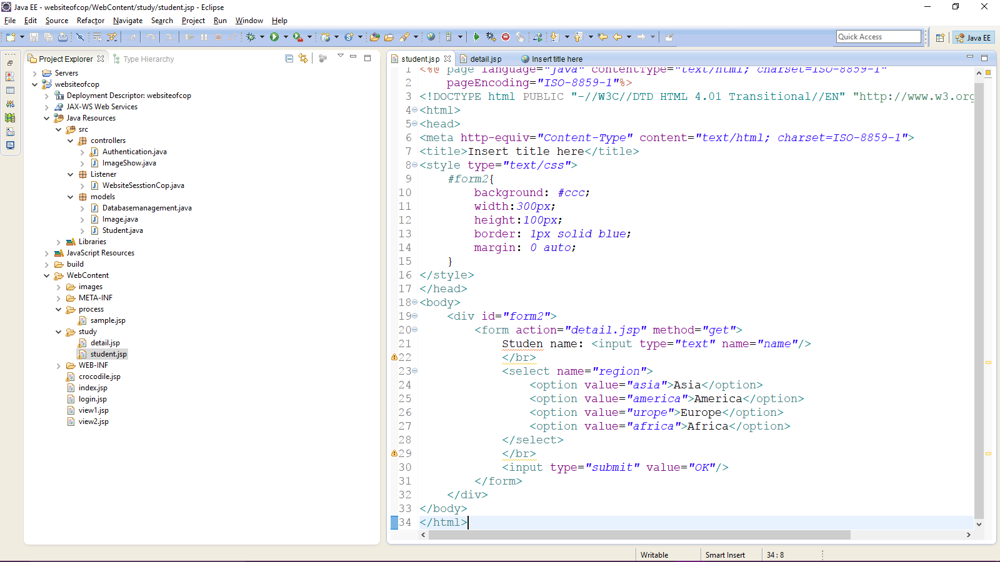 Java EE - websiteofcop/WebContent/study/student.jsp - Eclipse
File Edit Source Refactor Navigate Search Project Run Window Help
Quick Access
Java EE
Project Explorer
Type Hierarchy
Servers
websiteofcop
Deployment Descriptor: websiteofcop
JAX-WS Web Services
Java Resources
src
controllers
Authentication.java
ImageShow.java
Listener
WebsiteSesstionCop.java
models
Databasemanagement.java
Image.java
Student.java
Libraries
JavaScript Resources
build
WebContent
images
META-INF
process
sample.jsp
study
detail.jsp
student.jsp
WEB-INF
crocodile.jsp
index.jsp
login.jsp
view1.jsp
view2.jsp
student.jsp
detail.jsp
Insert title here
1 <%@ page language="java" contentType="text/html; charset=ISO-8859-1"
2     pageEncoding="ISO-8859-1"%>
3 <!DOCTYPE html PUBLIC "-//W3C//DTD HTML 4.01 Transitional//EN" "http://www.w3.org
4 <html>
5 <head>
6 <meta http-equiv="Content-Type" content="text/html; charset=ISO-8859-1">
7 <title>Insert title here</title>
8 <style type="text/css">
9     #form2{
10         background: #ccc;
11         width:300px;
12         height:100px;
13         border: 1px solid blue;
14         margin: 0 auto;
15     }
16 </style>
17 </head>
18 <body>
19     <div id="form2">
20         <form action="detail.jsp" method="get">
21             Studen name: <input type="text" name="name"/>
22             </br>
23             <select name="region">
24                 <option value="asia">Asia</option>
25                 <option value="america">America</option>
26                 <option value="urope">Europe</option>
27                 <option value="africa">Africa</option>
28             </select>
29             </br>
30             <input type="submit" value="OK"/>
31         </form>
32     </div>
33 </body>
34 </html>
Writable
Smart Insert
34 : 8